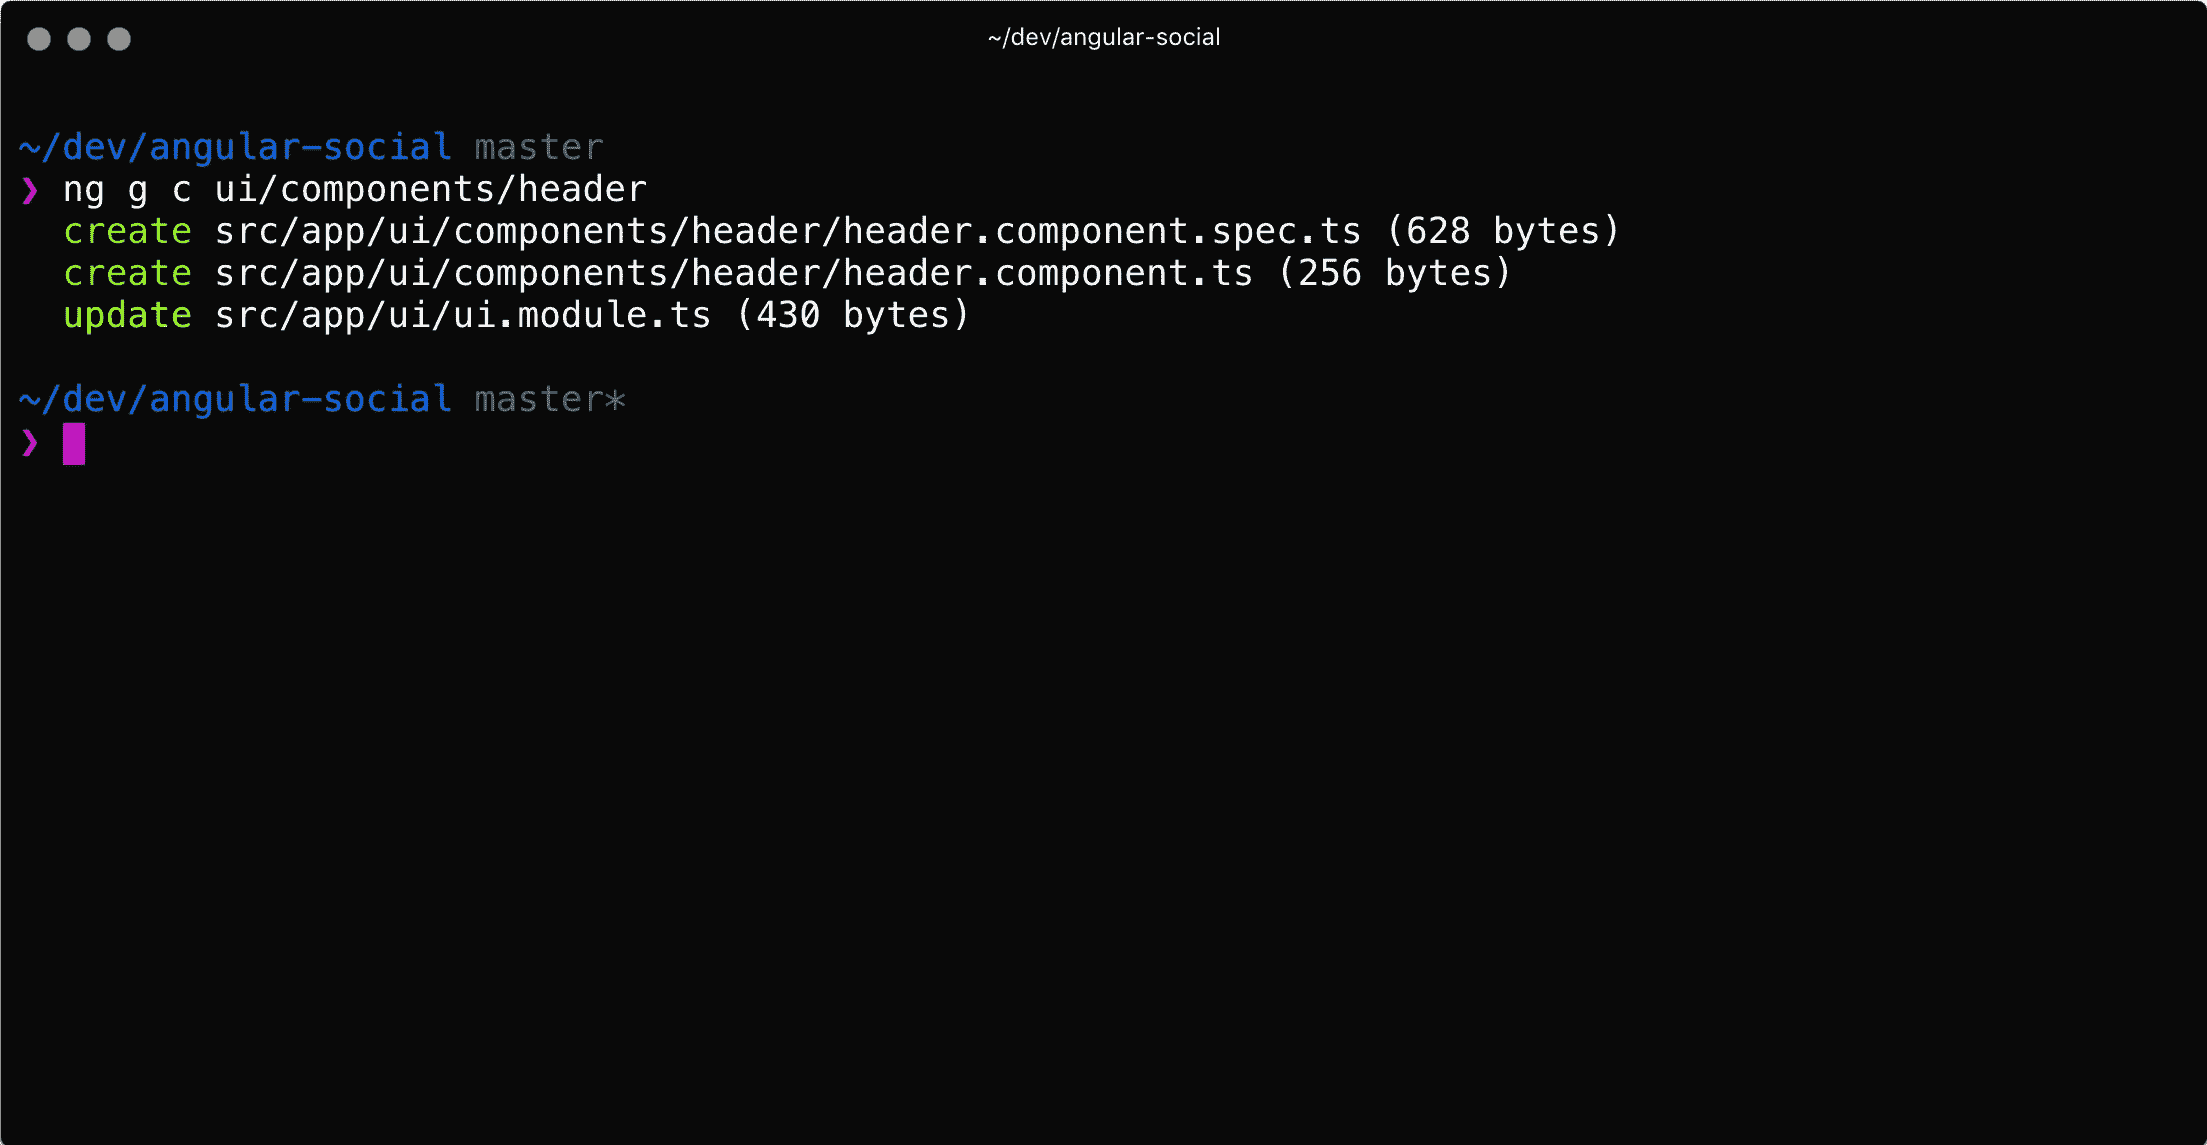 ~/dev/angular-social
~/dev/angular-social master
❯ ng g c ui/components/header
create src/app/ui/components/header/header.component.spec.ts (628 bytes)
create src/app/ui/components/header/header.component.ts (256 bytes)
update src/app/ui/ui.module.ts (430 bytes)
~/dev/angular-social master*
❯